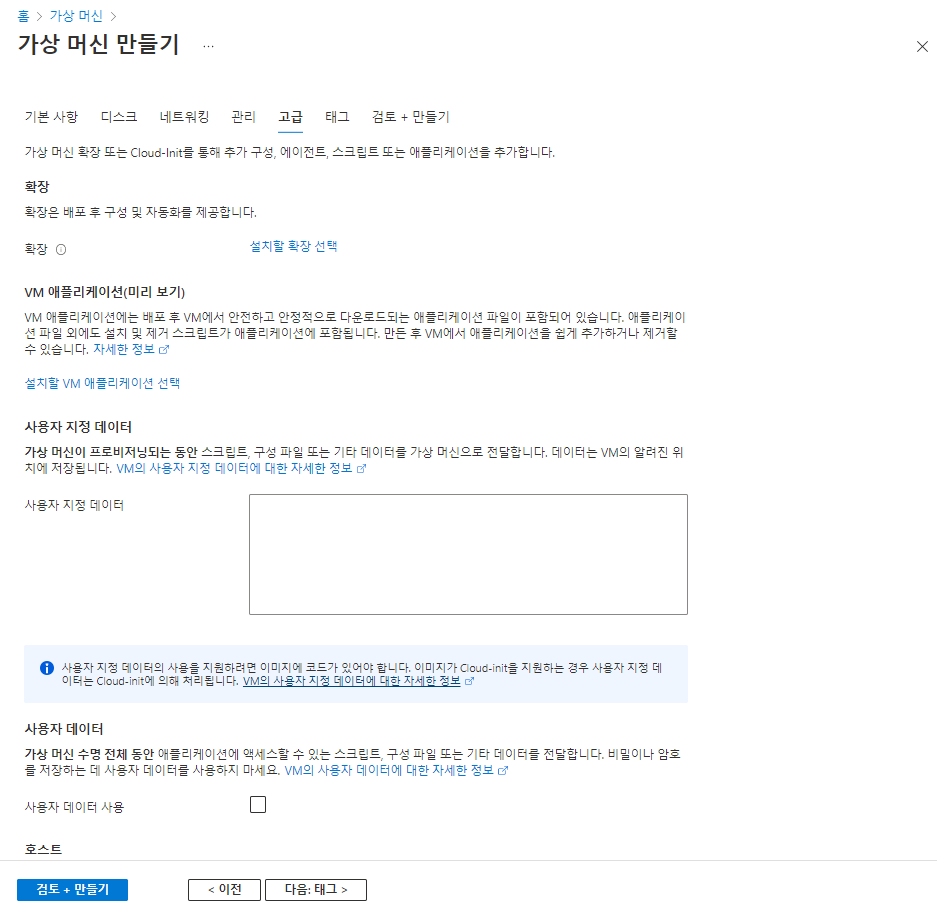 홈 > 가상 머신 >
가상 머신 만들기 ...
기본 사항 디스크 네트워킹 관리 고급 태그 검토 + 만들기
가상 머신 확장 또는 Cloud-Init를 통해 추가 구성, 에이전트, 스크립트 또는 애플리케이션을 추가합니다.
확장
확장은 배포 후 구성 및 자동화를 제공합니다.
확장 설치할 확장 선택
VM 애플리케이션(미리 보기)
VM 애플리케이션에는 배포 후 VM에서 안전하고 안정적으로 다운로드되는 애플리케이션 파일이 포함되어 있습니다. 애플리케이
션 파일 외에도 설치 및 제거 스크립트가 애플리케이션에 포함됩니다. 만든 후 VM에서 애플리케이션을 쉽게 추가하거나 제거할
수 있습니다. 자세한 정보
설치할 VM 애플리케이션 선택
사용자 지정 데이터
가상 머신이 프로비저닝되는 동안 스크립트, 구성 파일 또는 기타 데이터를 가상 머신으로 전달합니다. 데이터는 VM의 알려진 위
치에 저장됩니다. VM의 사용자 지정 데이터에 대한 자세한 정보
사용자 지정 데이터
사용자 지정 데이터의 사용을 지원하려면 이미지에 코드가 있어야 합니다. 이미지가 Cloud-init을 지원하는 경우 사용자 지정 데
이터는 Cloud-init에 의해 처리됩니다. VM의 사용자 지정 데이터에 대한 자세한 정보
사용자 데이터
가상 머신 수명 전체 동안 애플리케이션에 액세스할 수 있는 스크립트, 구성 파일 또는 기타 데이터를 전달합니다. 비밀이나 암호
를 저장하는 데 사용자 데이터를 사용하지 마세요. VM의 사용자 데이터에 대한 자세한 정보
사용자 데이터 사용
호스트
검토 + 만들기 < 이전 다음: 태그 >